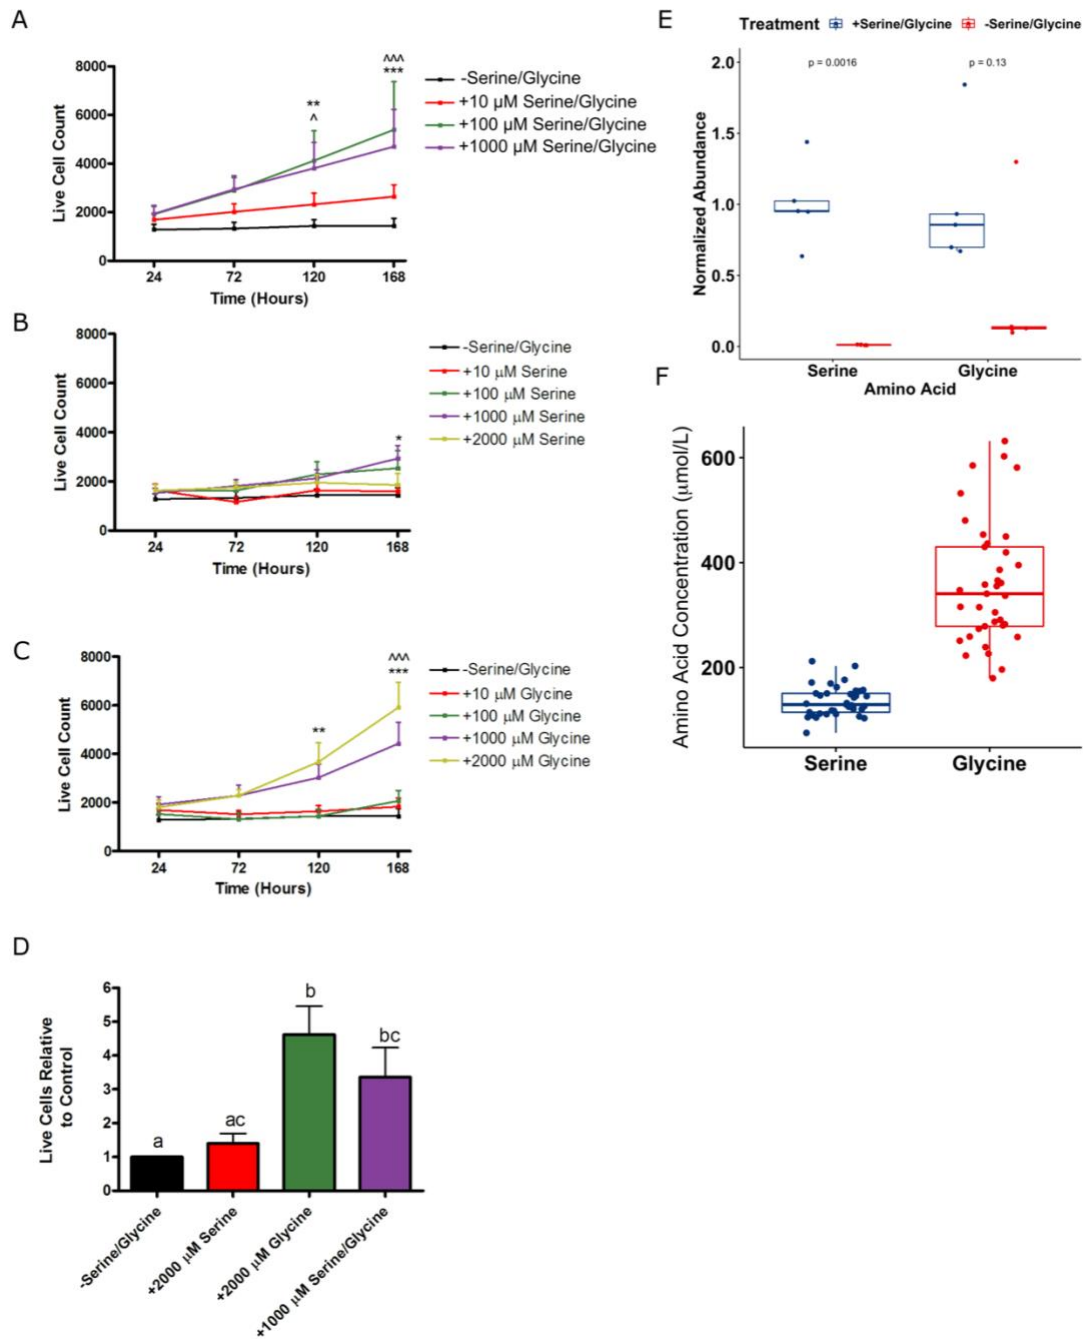 A
8000
6000
4000
2000
0
Live Cell Count
^^^
***
**
^
24 72 120 168
Time (Hours)
-Serine/Glycine
+10 μM Serine/Glycine
+100 μM Serine/Glycine
+1000 μM Serine/Glycine
B
8000
6000
4000
2000
0
Live Cell Count
*
24 72 120 168
Time (Hours)
-Serine/Glycine
+10 μM Serine
+100 μM Serine
+1000 μM Serine
+2000 μM Serine
C
8000
6000
4000
2000
0
Live Cell Count
^^^
***
**
24 72 120 168
Time (Hours)
-Serine/Glycine
+10 μM Glycine
+100 μM Glycine
+1000 μM Glycine
+2000 μM Glycine
D
6
5
4
3
2
1
0
Live Cells Relative
to Control
a
ac
b
bc
-Serine/Glycine
+2000 μM Serine
+2000 μM Glycine
+1000 μM Serine/Glycine
E
Treatment +Serine/Glycine -Serine/Glycine
2.0
1.5
1.0
0.5
0.0
Normalized Abundance
p = 0.0016 p = 0.13
Serine Glycine
Amino Acid
F
600
400
200
Amino Acid Concentration (μmol/L)
Serine Glycine